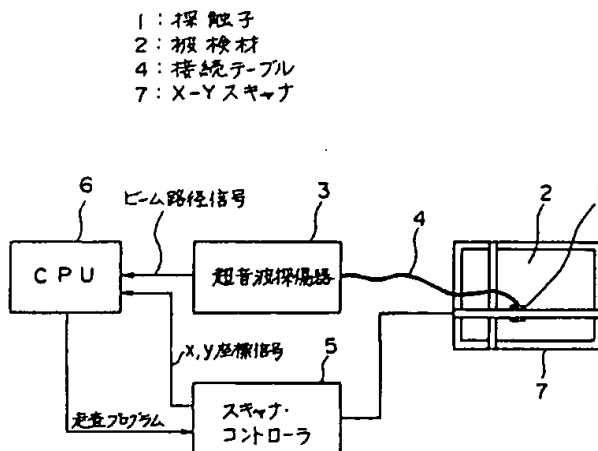 1：探触子
2：被検材
4：接続テーブル
7：X-Yスキャナ
6
ビーム路径信号
3
4
2
CPU
超音波探傷器
x,y座標信号
5
7
走査プログラム
スキャナ・
コントローラ